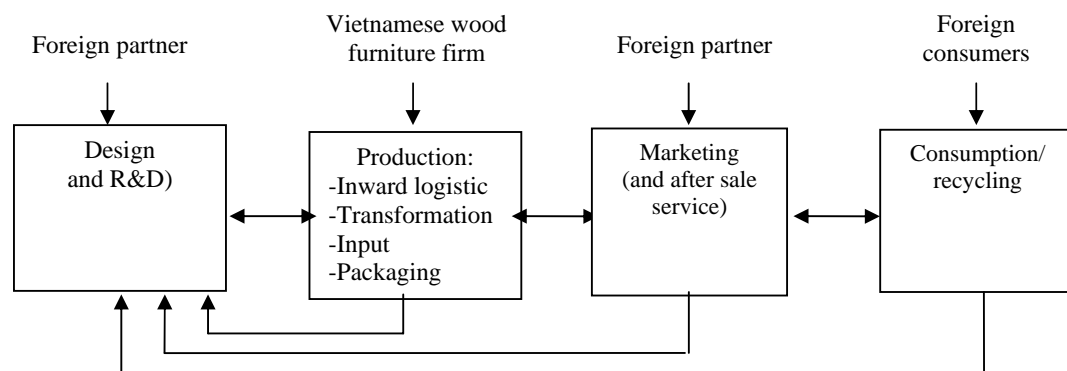 Foreign partner
Vietnamese wood
furniture firm
Foreign partner
Foreign
consumers
Design
and R&D)
Production:
-Inward logistic
-Transformation
-Input
-Packaging
Marketing
(and after sale
service)
Consumption/
recycling